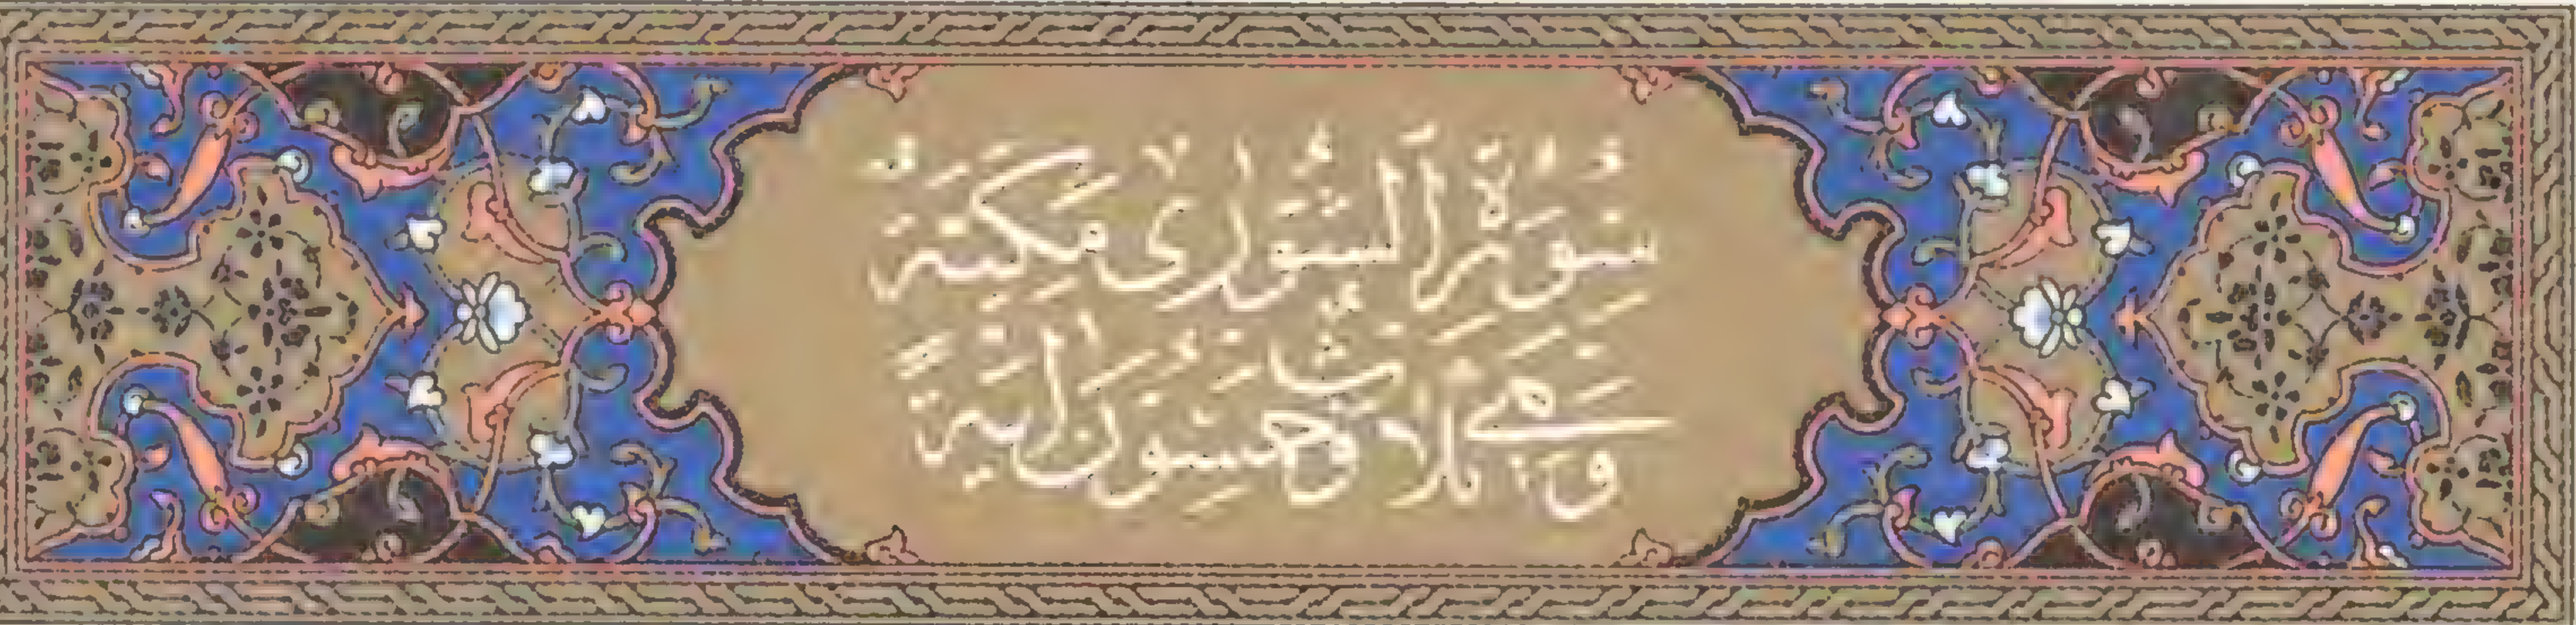 سُورَةُ الشُّورَىٰ مَكِّيَّةٌ
وَهِيَ ثَلَاثٌ وَخَمْسُونَ آيَةً